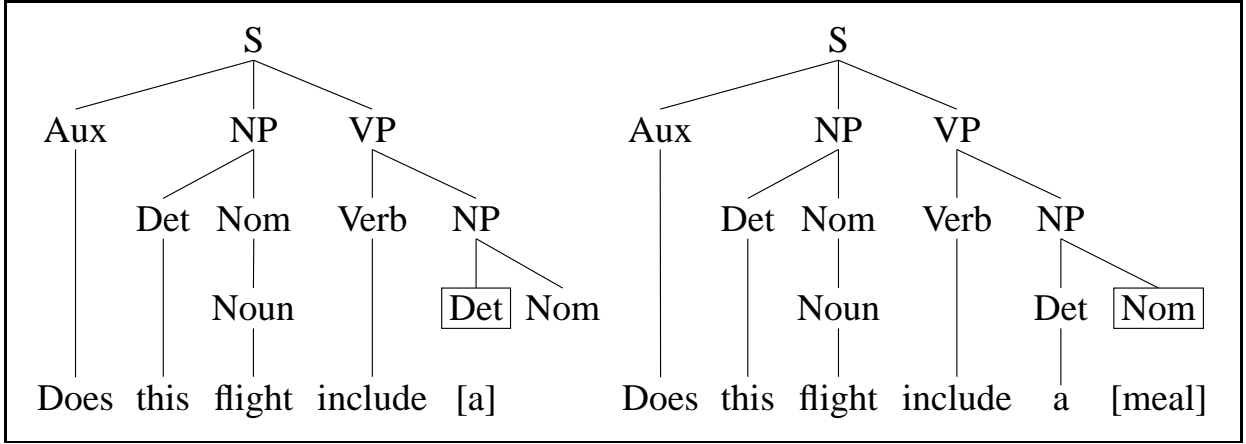 S S
Aux NP VP Aux NP VP
Det Nom Verb NP Det Nom Verb NP
Noun Det Nom Noun Det Nom
Does this flight include [a] Does this flight include a [meal]